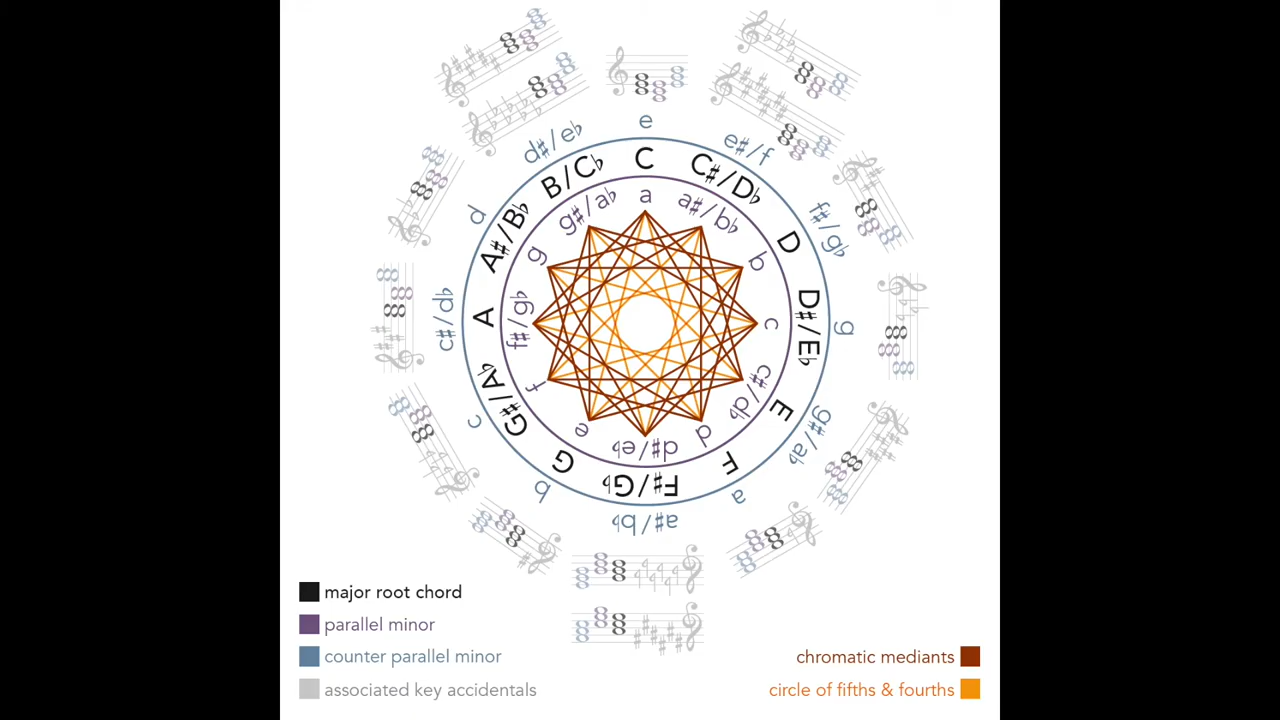 e
e♯/f
f♯/g♭
g
g♯/a♭
a
a♯/b♭
b
c
c♯/d♭
d
d♯/e♭
C
C♯/D♭
D
D♯/E♭
E
F
F♯/G♭
G
G♯/A♭
A
A♯/B♭
B/C♭
a
a♯/b♭
b
c
c♯/d♭
d
d♯/e♭
e
f
f♯/g♭
g
g♯/a♭
major root chord
parallel minor
counter parallel minor
associated key accidentals
chromatic mediants
circle of fifths & fourths